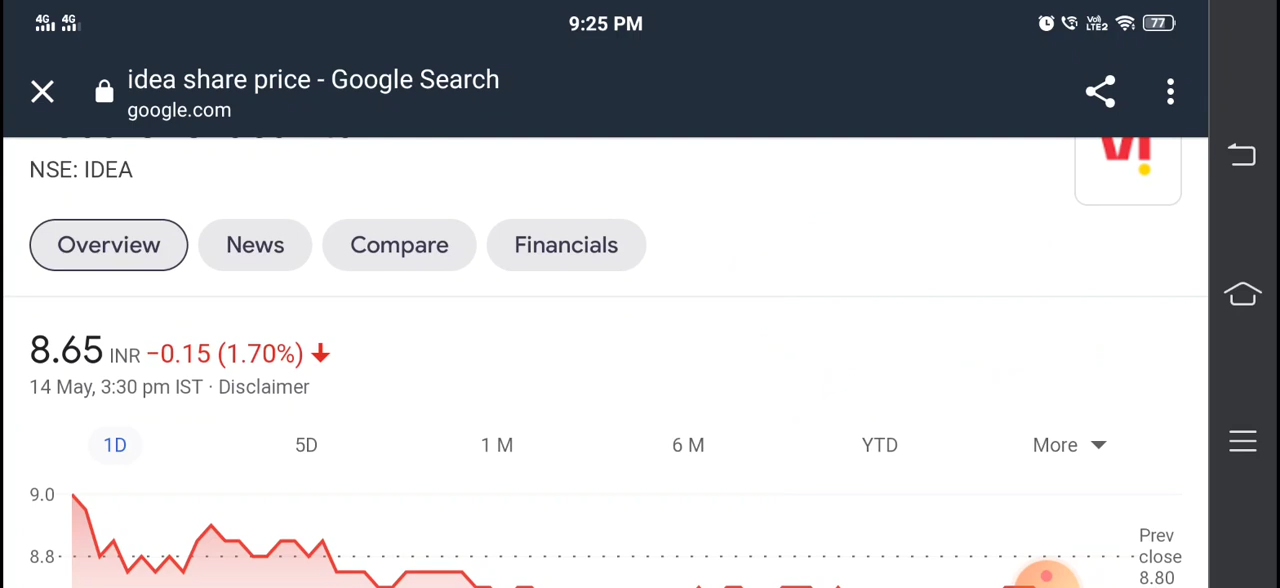 4G 4G 9:25 PM Vo) LTE2 77
idea share price - Google Search
google.com
NSE: IDEA
Overview News Compare Financials
8.65 INR −0.15 (1.70%)
14 May, 3:30 pm IST · Disclaimer
1D 5D 1 M 6 M YTD More
9.0
Prev
8.8 close
8.80